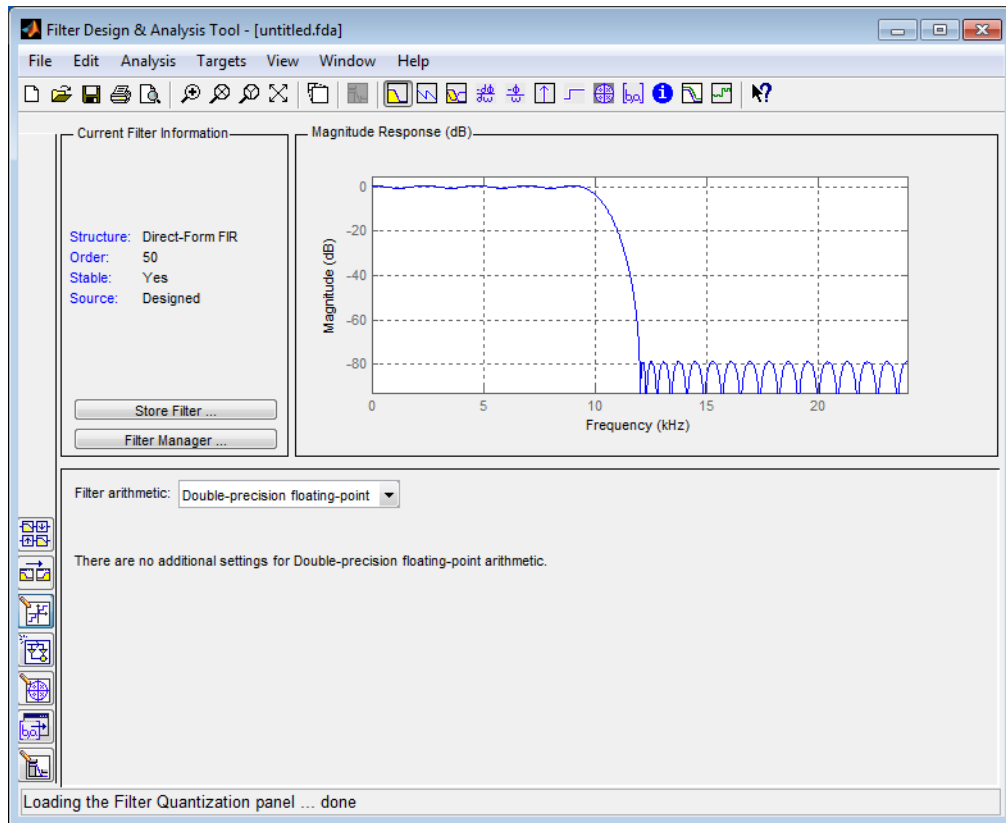 Filter Design & Analysis Tool - [untitled.fda]
File Edit Analysis Targets View Window Help
Current Filter Information
Structure: Direct-Form FIR
Order: 50
Stable: Yes
Source: Designed
Store Filter ...
Filter Manager ...
Magnitude Response (dB)
Magnitude (dB)
0
-20
-40
-60
-80
0 5 10 15 20
Frequency (kHz)
Filter arithmetic: Double-precision floating-point
There are no additional settings for Double-precision floating-point arithmetic.
Loading the Filter Quantization panel ... done